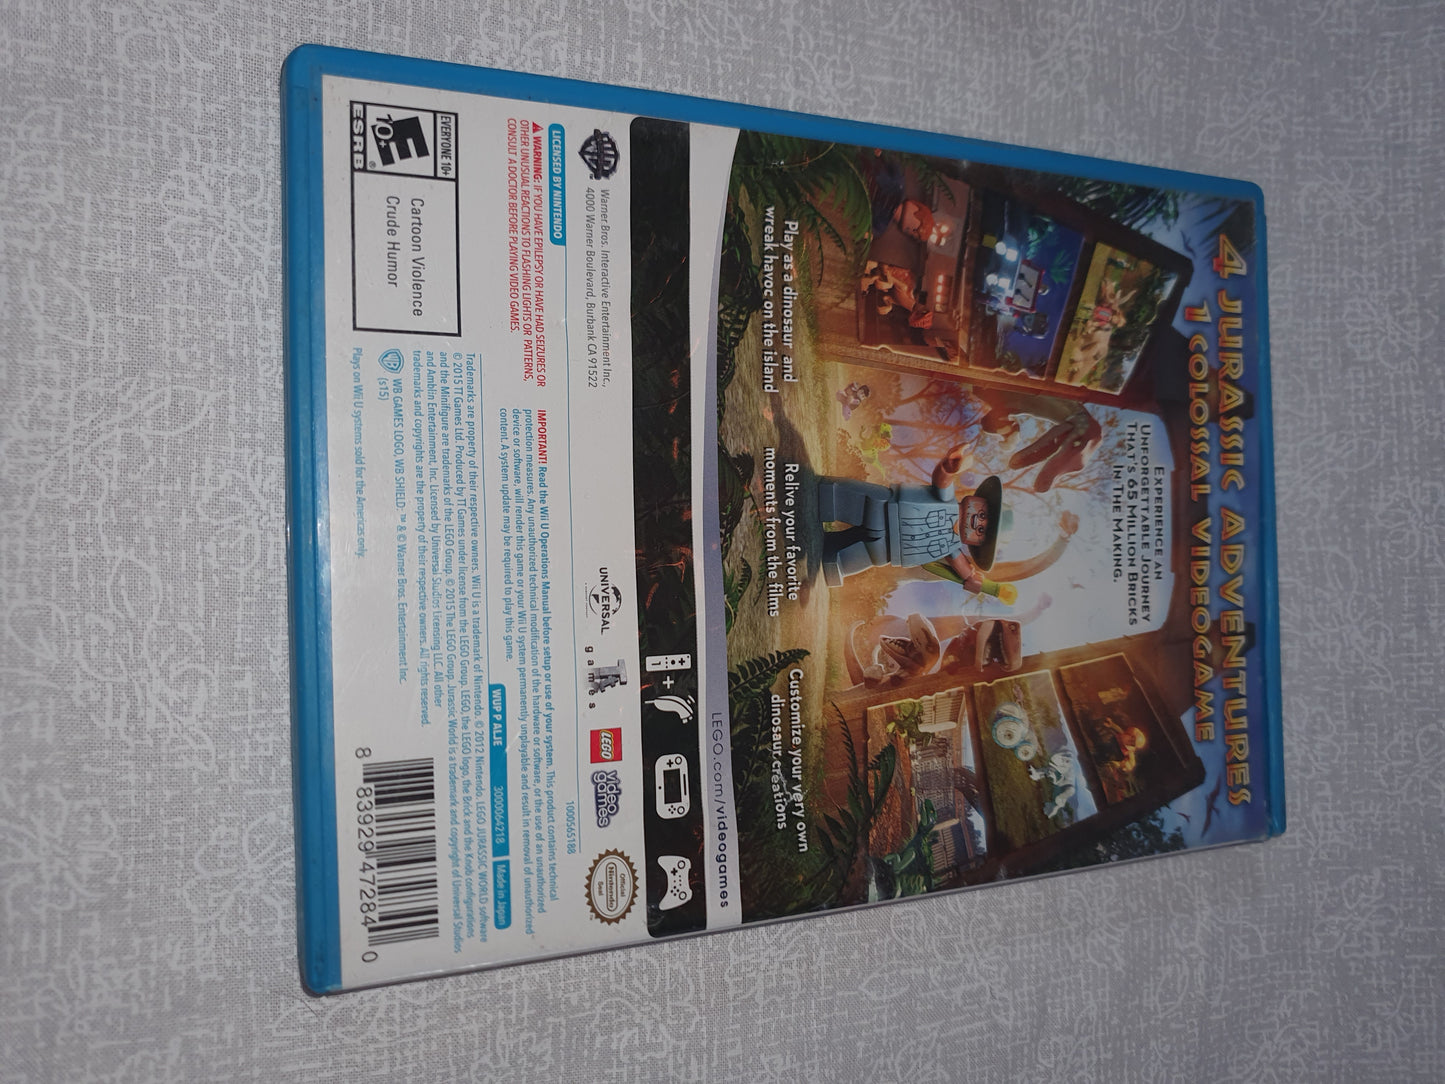 4 JURASSIC ADVENTURES
1 COLOSSAL VIDEOGAME
EXPERIENCE AN
UNFORGETTABLE JOURNEY
THAT'S 65 MILLION BRICKS
IN THE MAKING.
Play as a dinosaur and
wreak havoc on the island
Relive your favorite
moments from the films
Customize your very own
dinosaur creations
LEGO.com/videogames
1
WB
Warner Bros. Interactive Entertainment Inc.,
4000 Warner Boulevard, Burbank CA 91522
UNIVERSAL
TT
games
LEGO
video
games
Official
Nintendo
Seal
1000565188
LICENSED BY NINTENDO
WARNING: IF YOU HAVE EPILEPSY OR HAVE HAD SEIZURES OR
OTHER UNUSUAL REACTIONS TO FLASHING LIGHTS OR PATTERNS,
CONSULT A DOCTOR BEFORE PLAYING VIDEO GAMES.
IMPORTANT! Read the Wii U Operations Manual before setup or use of your system. This product contains technical
protection measures. Any unauthorized technical modification of the hardware or software, or the use of an unauthorized
device or software, will render this game or your Wii U system permanently unplayable and result in removal of unauthorized
content. A system update may be required to play this game.
WUP P ALJE
3000064218
Made in Japan
EVERYONE 10+
E
10+
ESRB
Cartoon Violence
Crude Humor
Trademarks are property of their respective owners. Wii U is a trademark of Nintendo. © 2012 Nintendo. LEGO JURASSIC WORLD software
© 2015 TT Games Ltd. Produced by TT Games under license from the LEGO Group. LEGO, the LEGO logo, the Brick and the Knob configurations
and the Minifigure are trademarks of the LEGO Group. © 2015 The LEGO Group. Jurassic World is a trademark and copyright of Universal Studios
and Amblin Entertainment, Inc. Licensed by Universal Studios Licensing LLC. All other
trademarks and copyrights are the property of their respective owners. All rights reserved.
WB GAMES LOGO, WB SHIELD: ™ & © Warner Bros. Entertainment Inc.
(s15)
Plays on Wii U systems sold for the Americas only.
8 83929 47284 0